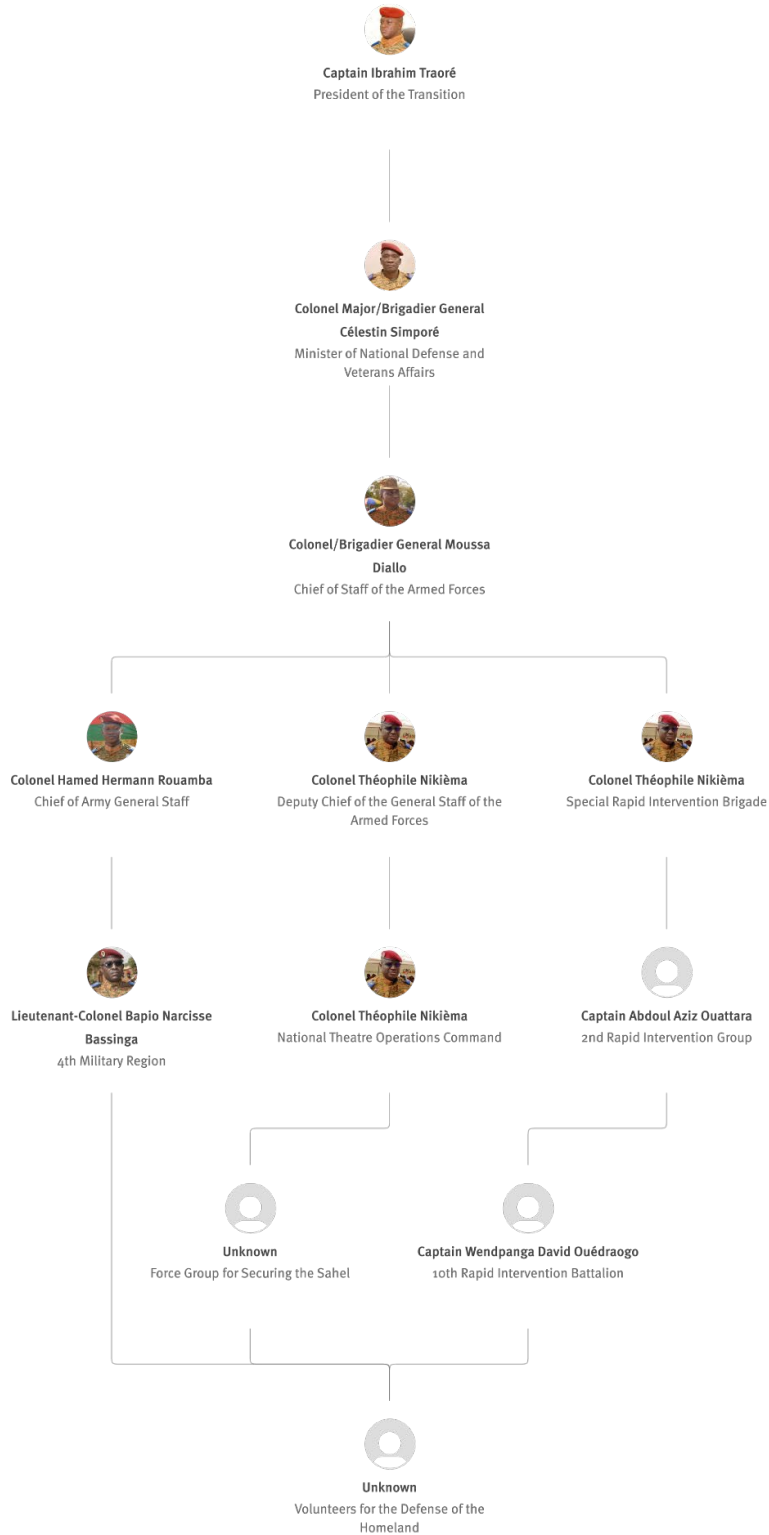 Captain Ibrahim Traoré
President of the Transition
Colonel Major/Brigadier General
Célestin Simporé
Minister of National Defense and
Veterans Affairs
Colonel/Brigadier General Moussa
Diallo
Chief of Staff of the Armed Forces
Colonel Hamed Hermann Rouamba
Chief of Army General Staff
Colonel Théophile Nikièma
Deputy Chief of the General Staff of the
Armed Forces
Colonel Théophile Nikièma
Special Rapid Intervention Brigade
Lieutenant-Colonel Bapio Narcisse
Bassinga
4th Military Region
Colonel Théophile Nikièma
National Theatre Operations Command
Captain Abdoul Aziz Ouattara
2nd Rapid Intervention Group
Unknown
Force Group for Securing the Sahel
Captain Wendpanga David Ouédraogo
10th Rapid Intervention Battalion
Unknown
Volunteers for the Defense of the
Homeland